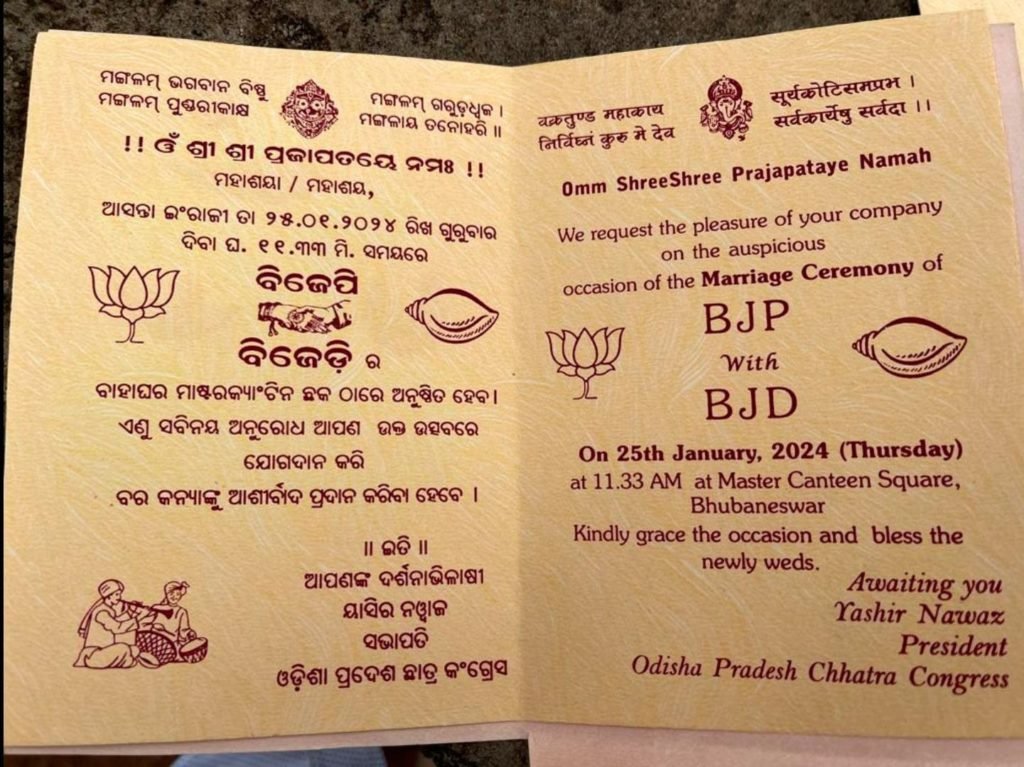 ମଙ୍ଗଳମ୍ ଭଗବାନ ବିଷ୍ଣୁ
ମଙ୍ଗଳମ୍ ପୁଣ୍ଡରୀକାକ୍ଷ
ମଙ୍ଗଳମ୍ ଗରୁଡ଼ଧ୍ୱଜ ।
ମଙ୍ଗଳାୟ ତନୋହରି ॥
!! ଓଁ ଶ୍ରୀ ଶ୍ରୀ ପ୍ରଜାପତୟେ ନମଃ !!
ମହାଶୟା / ମହାଶୟ,
ଆସନ୍ତା ଇଂରାଜୀ ତା ୨୫.୦୧.୨୦୨୪ ରିଖ ଗୁରୁବାର
ଦିବା ଘ. ୧୧.୩୩ ମି. ସମୟରେ
ବିଜେପି
ବିଜେଡ଼ି ର
ବାହାଘର ମାଷ୍ଟରକ୍ୟାଂଟିନ ଛକ ଠାରେ ଅନୁଷ୍ଠିତ ହେବ।
ଏଣୁ ସବିନୟ ଅନୁରୋଧ ଆପଣ ଉକ୍ତ ଉତ୍ସବରେ
ଯୋଗଦାନ କରି
ବର କନ୍ୟାଙ୍କୁ ଆଶୀର୍ବାଦ ପ୍ରଦାନ କରିବା ହେବେ ।
॥ ଇତି ॥
ଆପଣଙ୍କ ଦର୍ଶନାଭିଳାଷୀ
ୟାସିର ନୱାଜ
ସଭାପତି
ଓଡ଼ିଶା ପ୍ରଦେଶ ଛାତ୍ର କଂଗ୍ରେସ
वक्रतुण्ड महाकाय
निर्विघ्नं कुरु मे देव
सूर्यकोटिसमप्रभ ।
सर्वकार्येषु सर्वदा ।।
Omm ShreeShree Prajapataye Namah
We request the pleasure of your company
on the auspicious
occasion of the Marriage Ceremony of
BJP
With
BJD
On 25th January, 2024 (Thursday)
at 11.33 AM at Master Canteen Square,
Bhubaneswar
Kindly grace the occasion and bless the
newly weds.
Awaiting you
Yashir Nawaz
President
Odisha Pradesh Chhatra Congress